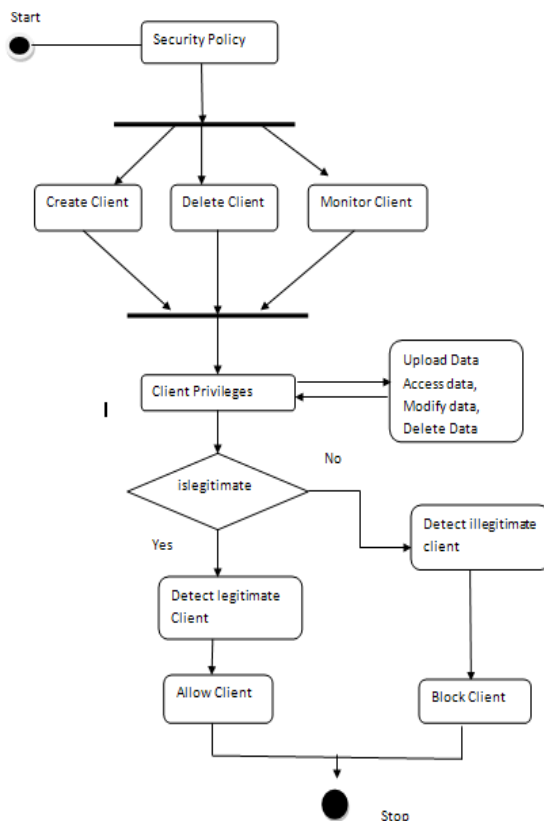 Start
Security Policy
Create Client
Delete Client
Monitor Client
Upload Data
Access data,
Modify data,
Delete Data
Client Privileges
I
No
islegitimate
Detect illegitimate
client
Yes
Detect legitimate
Client
Allow Client
Block Client
Stop